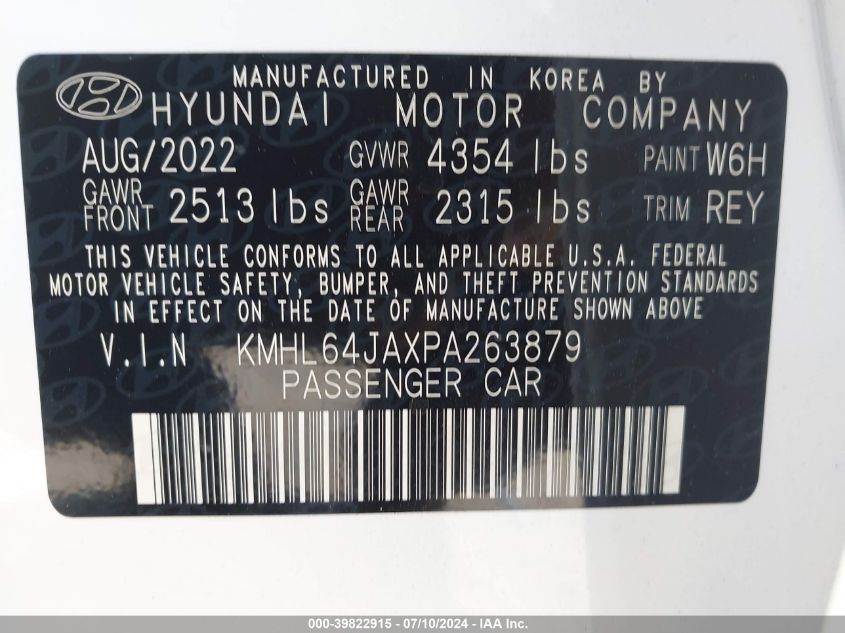 MANUFACTURED IN KOREA BY
HYUNDAI MOTOR COMPANY
AUG/2022 GVWR 4354 lbs PAINT W6H
GAWR FRONT 2513 lbs GAWR REAR 2315 lbs TRIM REY
THIS VEHICLE CONFORMS TO ALL APPLICABLE U.S.A. FEDERAL
MOTOR VEHICLE SAFETY, BUMPER, AND THEFT PREVENTION STANDARDS
IN EFFECT ON THE DATE OF MANUFACTURE SHOWN ABOVE
V.I.N KMHL64JAXPA263879
PASSENGER CAR
000-39822915 - 07/10/2024 - IAA Inc.